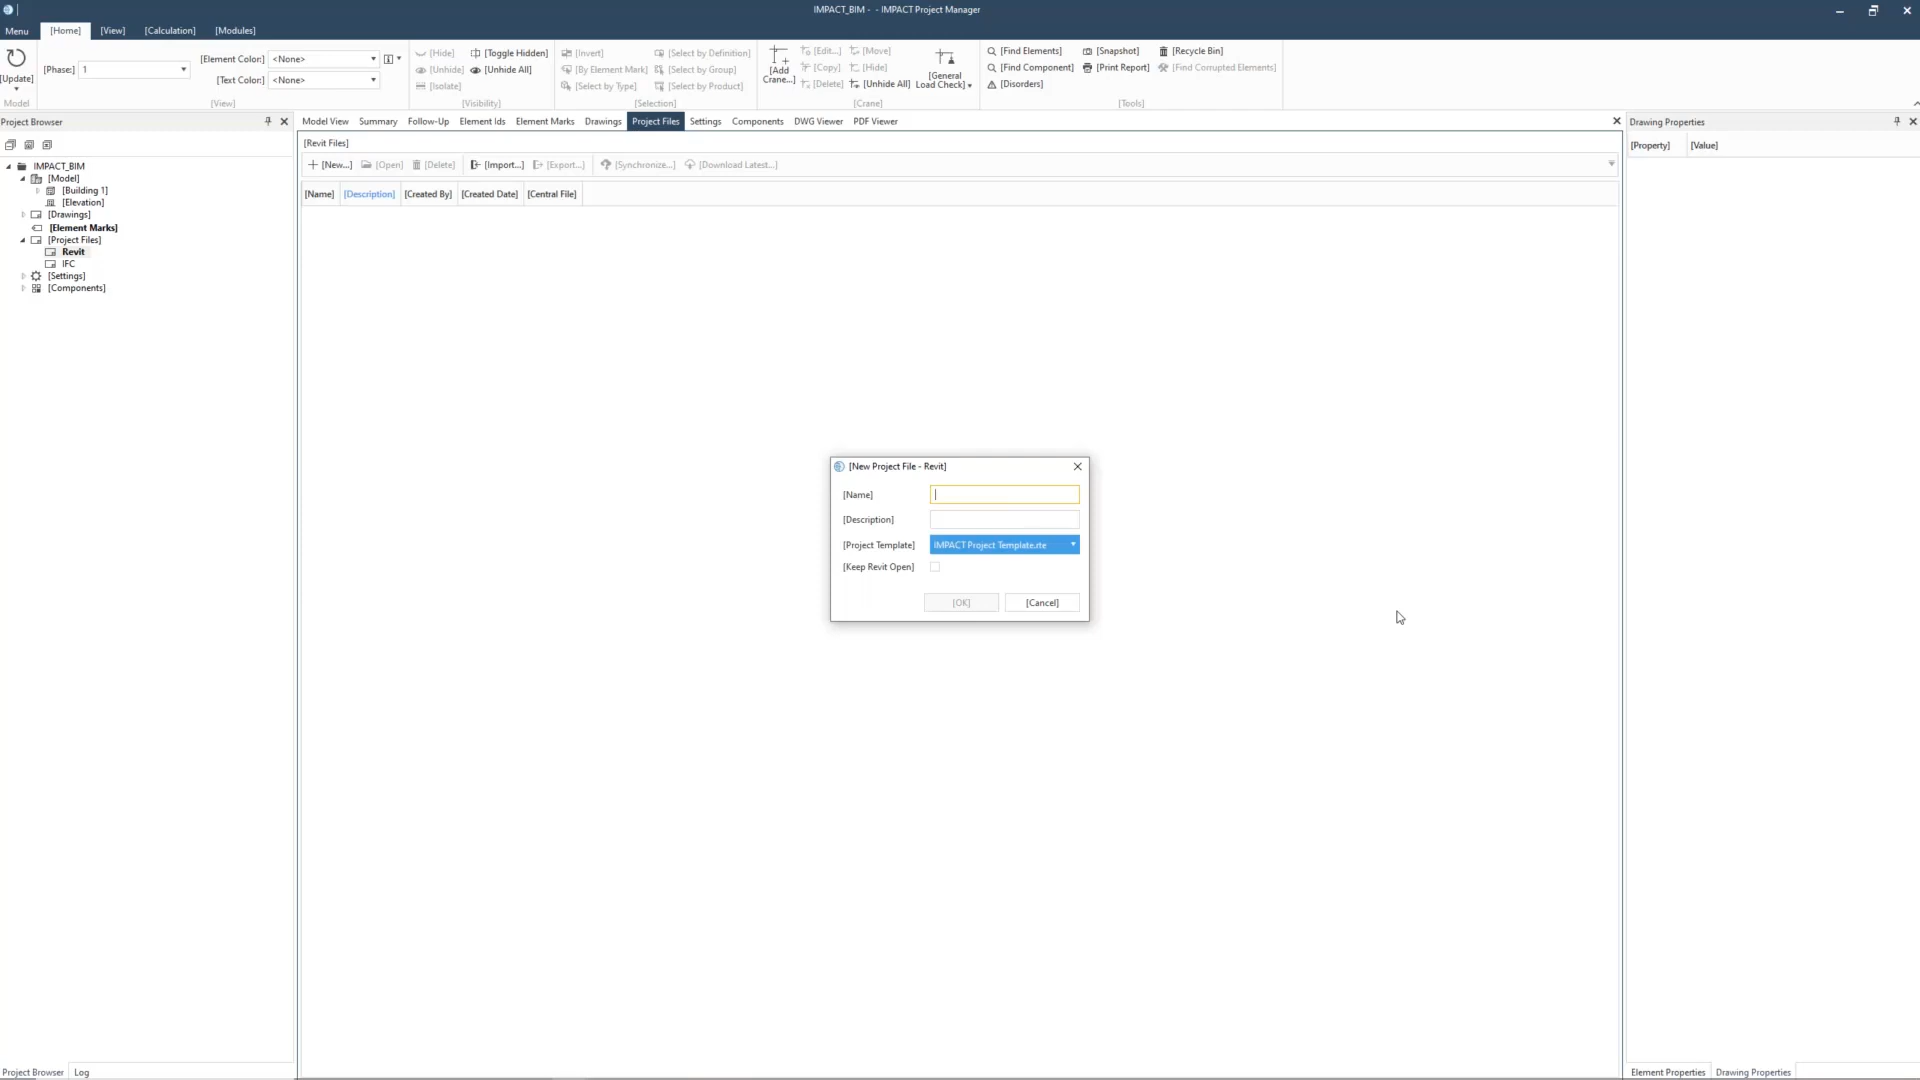 IMPACT_BIM - - IMPACT Project Manager
Menu [Home] [View] [Calculation] [Modules]
[Update]
Model
[Phase:] 1
[Element Color:] <None>
[Text Color:] <None>
[View]
[Hide] [Toggle Hidden]
[Unhide] [Unhide All]
[Isolate]
[Visibility]
[Invert] [Select by Definition]
[By Element Mark] [Select by Group]
[Select by Type] [Select by Product]
[Selection]
[Add
Crane...]
[Edit...] [Move]
[Copy] [Hide]
[Delete] [Unhide All]
[General
Load Check]
[Crane]
[Find Elements] [Snapshot] [Recycle Bin]
[Find Component] [Print Report] [Find Corrupted Elements]
[Disorders]
[Tools]
Project Browser
IMPACT_BIM
[Model]
[Building 1]
[Elevation]
[Drawings]
[Element Marks]
[Project Files]
Revit
IFC
[Settings]
[Components]
Model View Summary Follow-Up Element Ids Element Marks Drawings Project Files Settings Components DWG Viewer PDF Viewer
[Revit Files]
[New...] [Open] [Delete] [Import...] [Export...] [Synchronize...] [Download Latest...]
[Name] [Description] [Created By] [Created Date] [Central File]
[New Project File - Revit]
[Name]
[Description]
[Project Template] IMPACT Project Template.rte
[Keep Revit Open]
[OK] [Cancel]
Drawing Properties
[Property] [Value]
Project Browser Log
Element Properties Drawing Properties